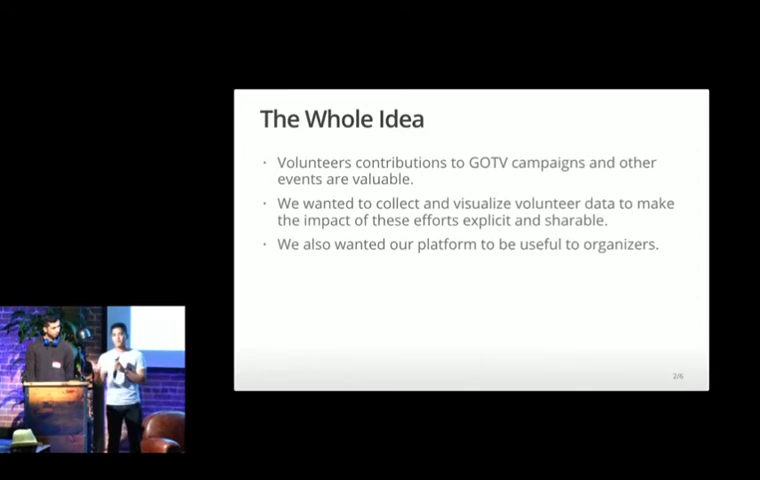 The Whole Idea
· Volunteers contributions to GOTV campaigns and other
events are valuable.
· We wanted to collect and visualize volunteer data to make
the impact of these efforts explicit and sharable.
· We also wanted our platform to be useful to organizers.
2/6